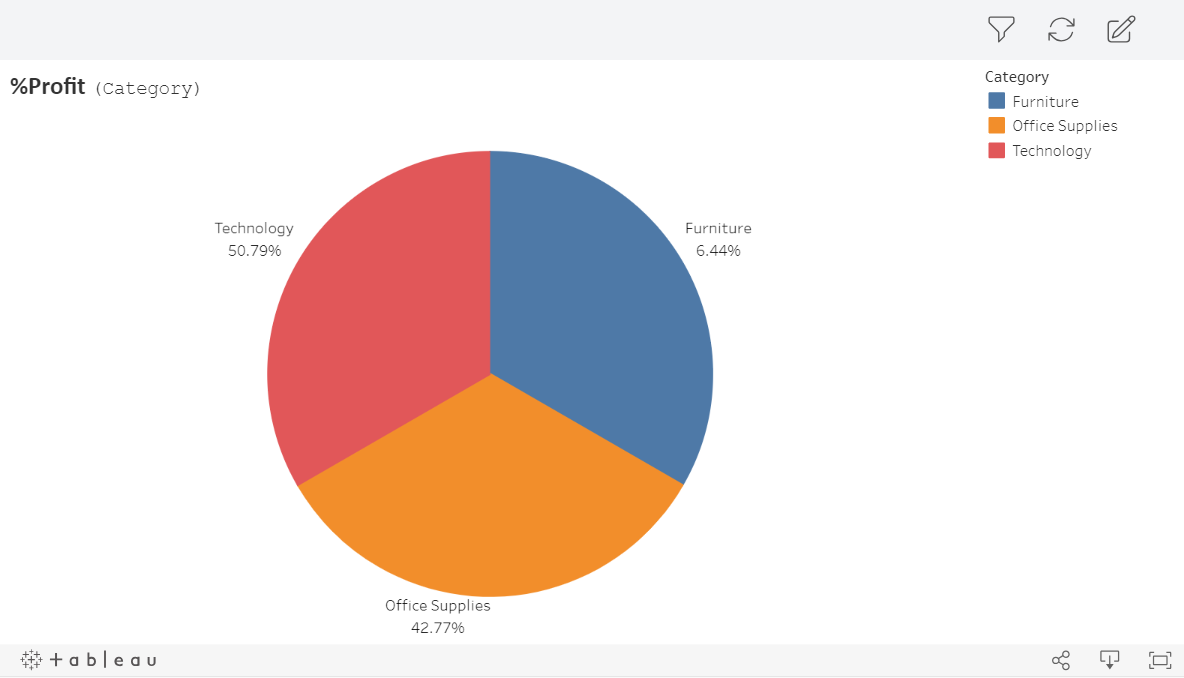 %Profit (Category)
Category
Furniture
Office Supplies
Technology
Technology
50.79%
Furniture
6.44%
Office Supplies
42.77%
+ a b | e a u